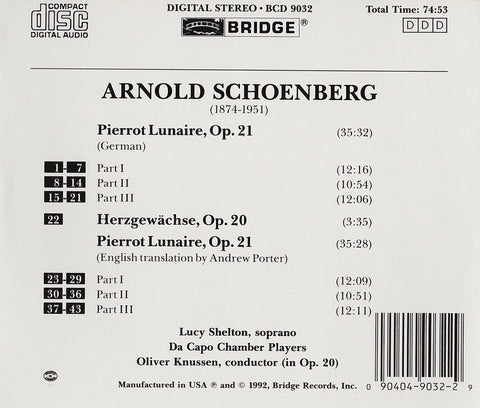 COMPACT
disc
DIGITAL AUDIO
DIGITAL STEREO • BCD 9032
BRIDGE®
Total Time: 74:53
DDD
ARNOLD SCHOENBERG
(1874-1951)
Pierrot Lunaire, Op. 21 (35:32)
(German)
1-7 Part I (12:16)
8-14 Part II (10:54)
15-21 Part III (12:06)
22 Herzgewächse, Op. 20 (3:35)
Pierrot Lunaire, Op. 21 (35:28)
(English translation by Andrew Porter)
23-29 Part I (12:09)
30-36 Part II (10:51)
37-43 Part III (12:11)
Lucy Shelton, soprano
Da Capo Chamber Players
Oliver Knussen, conductor (in Op. 20)
Manufactured in USA ℗ and © 1992, Bridge Records, Inc.
0 90404-9032-2 9